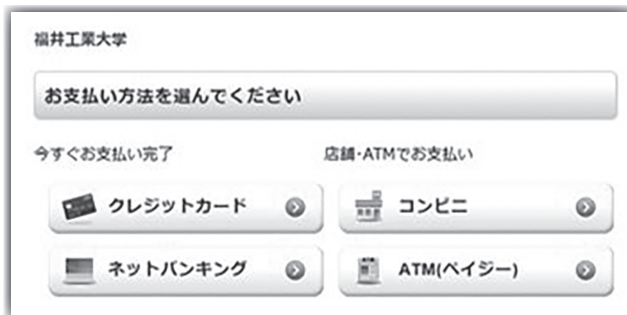 福井工業大学
お支払い方法を選んでください
今すぐお支払い完了
クレジットカード
ネットバンキング
店舗・ATMでお支払い
コンビニ
ATM(ペイジー)